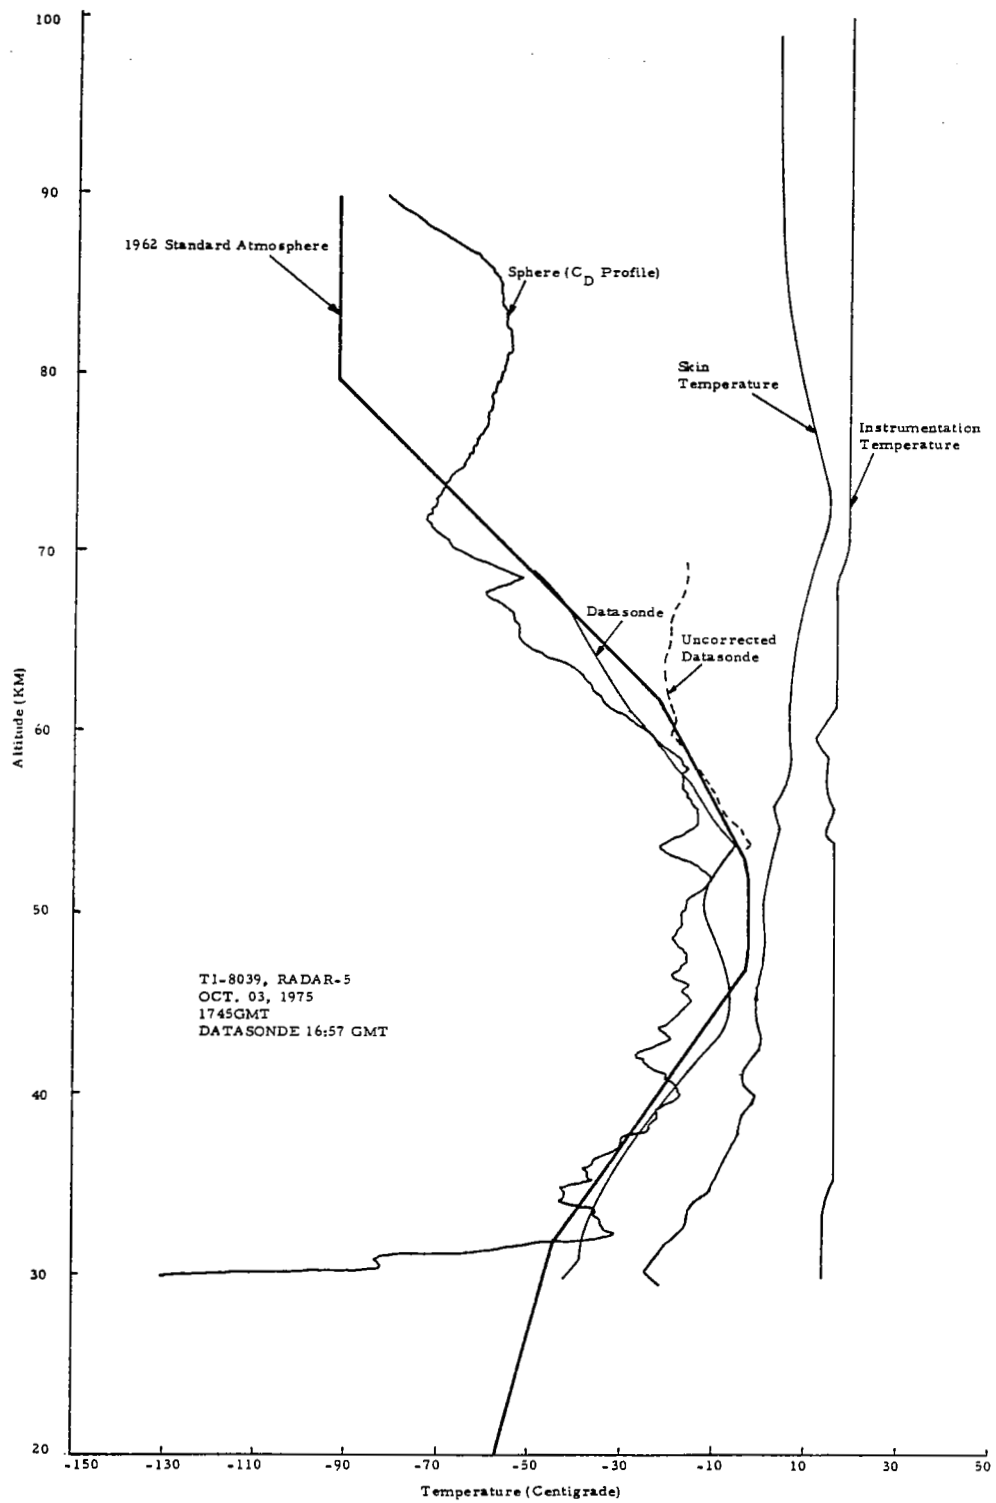 100
90
1962 Standard Atmosphere
Sphere (CD Profile)
80
Skin
Temperature
Instrumentation
Temperature
70
Datasonde
Uncorrected
Datasonde
Altitude (KM)
60
50
T1-8039, RADAR-5
OCT. 03, 1975
1745GMT
DATASONDE 16:57 GMT
40
30
20
-150 -130 -110 -90 -70 -50 -30 -10 10 30 50
Temperature (Centigrade)